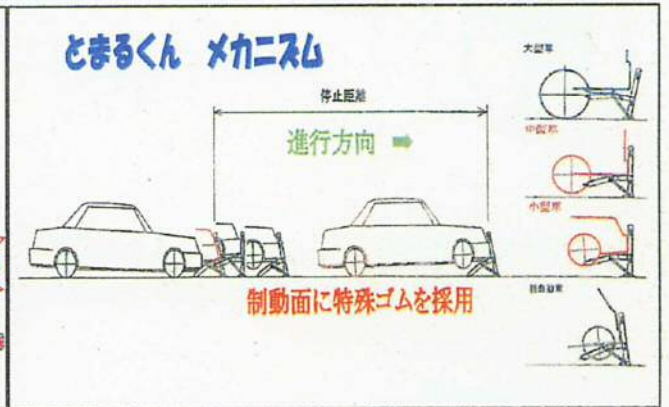 とまるくん メカニズム
停止距離
進行方向 ➡
制動面に特殊ゴムを採用
大型車
中型車
小型車